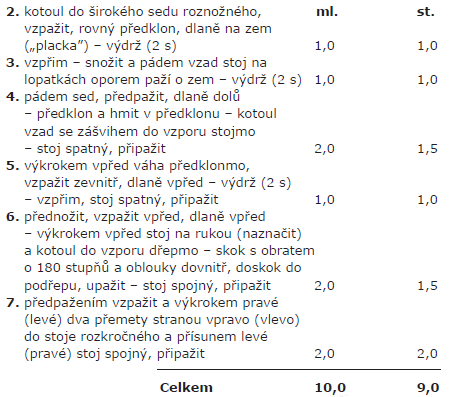 2. kotoul do širokého sedu roznožného, ml. st.
vzpažit, rovný předklon, dlaně na zem
(„placka“) – výdrž (2 s) 1,0 1,0
3. vzpřim – snožit a pádem vzad stoj na
lopatkách oporem paží o zem – výdrž (2 s) 1,0 1,0
4. pádem sed, předpažit, dlaně dolů
– předklon a hmit v předklonu – kotoul
vzad se zášvihem do vzporu stojmo
– stoj spatný, připažit 2,0 1,5
5. výkrokem vpřed váha předklonmo,
vzpažit zevnitř, dlaně vpřed – výdrž (2 s)
– vzpřim, stoj spatný, připažit 1,0 1,0
6. přednožit, vzpažit vpřed, dlaně vpřed
– výkrokem vpřed stoj na rukou (naznačit)
a kotoul do vzporu dřepmo – skok s obratem
o 180 stupňů a oblouky dovnitř, doskok do
podřepu, upažit – stoj spojný, připažit 2,0 1,5
7. předpažením vzpažit a výkrokem pravé
(levé) dva přemety stranou vpravo (vlevo)
do stoje rozkročného a přísunem levé
(pravé) stoj spojný, připažit 2,0 2,0
Celkem 10,0 9,0